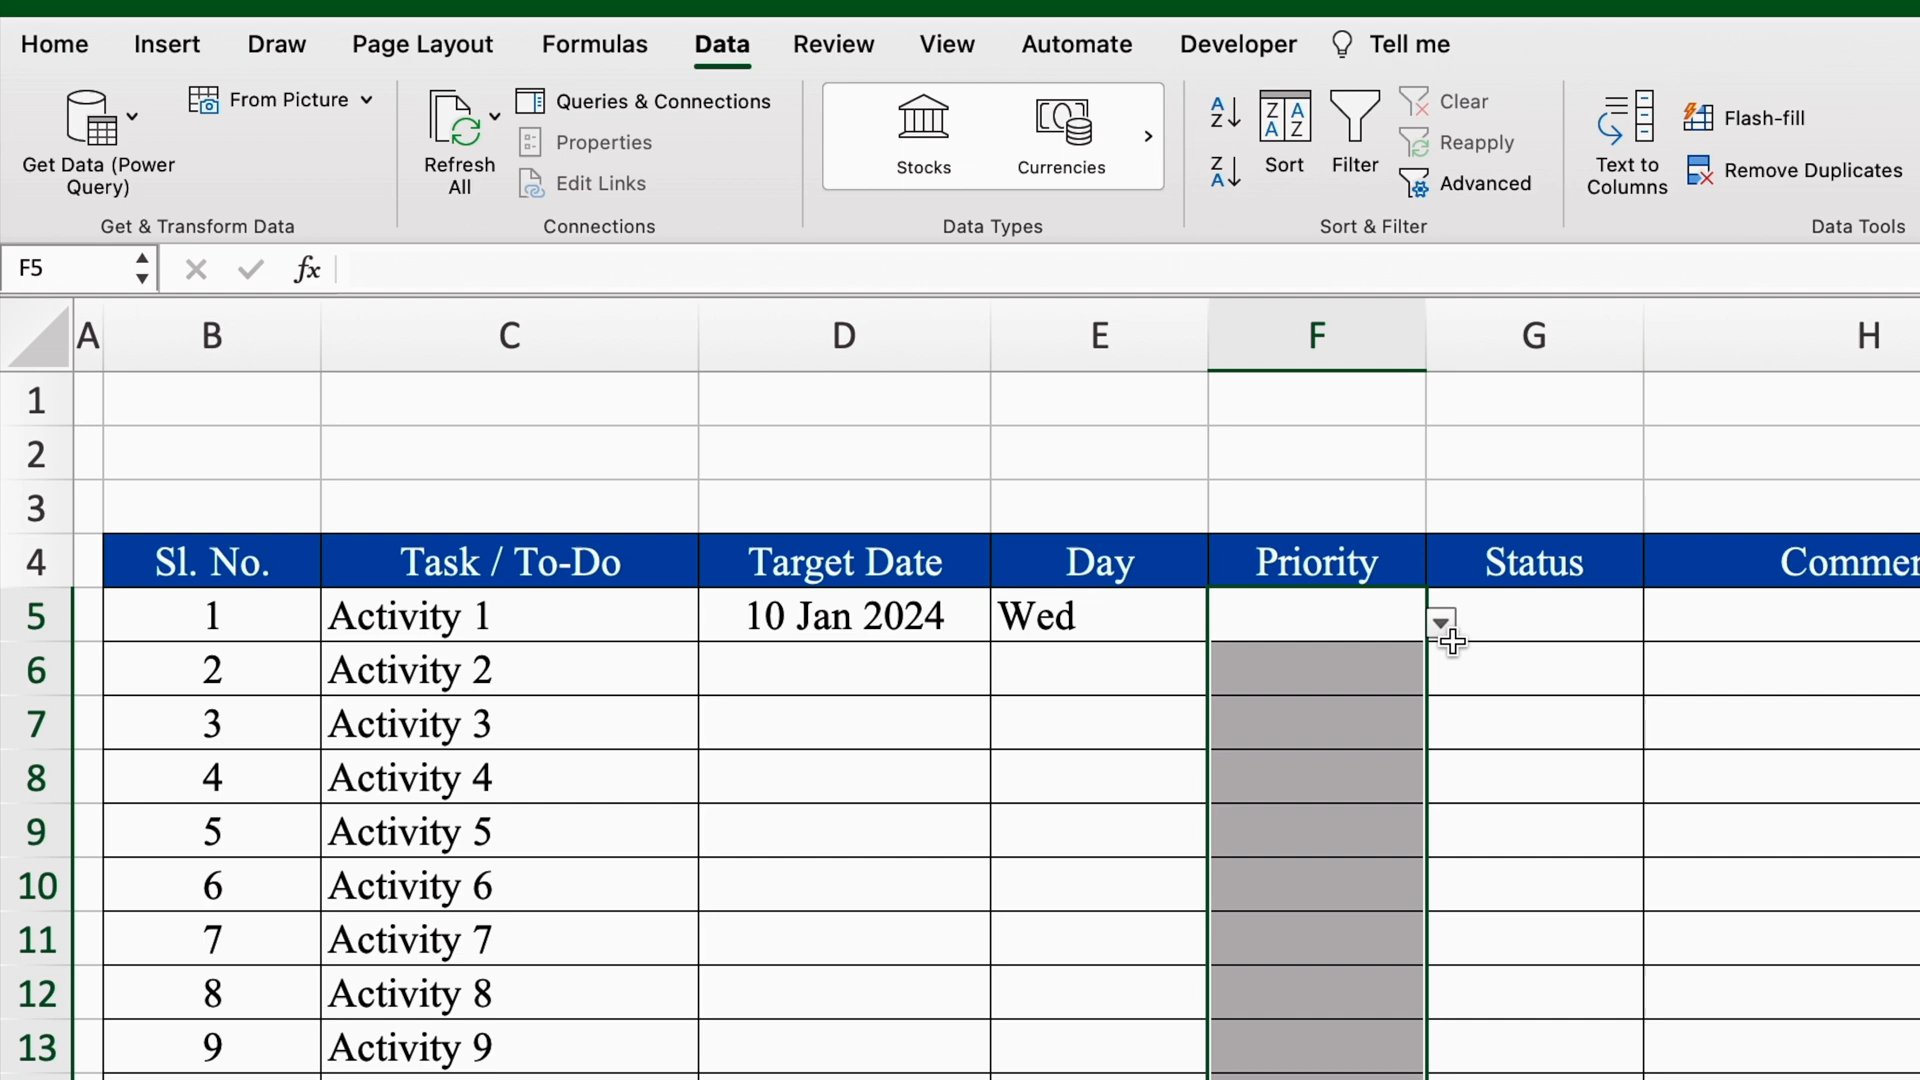 Home Insert Draw Page Layout Formulas Data Review View Automate Developer Tell me
Get Data (Power Query)
From Picture
Get & Transform Data
Refresh All
Queries & Connections
Properties
Edit Links
Connections
Stocks
Currencies
Data Types
Sort
Filter
Clear
Reapply
Advanced
Sort & Filter
Text to Columns
Flash-fill
Remove Duplicates
Data Tools
F5 fx
A B C D E F G H
1
2
3
4 Sl. No. Task / To-Do Target Date Day Priority Status Commen
5 1 Activity 1 10 Jan 2024 Wed
6 2 Activity 2
7 3 Activity 3
8 4 Activity 4
9 5 Activity 5
10 6 Activity 6
11 7 Activity 7
12 8 Activity 8
13 9 Activity 9